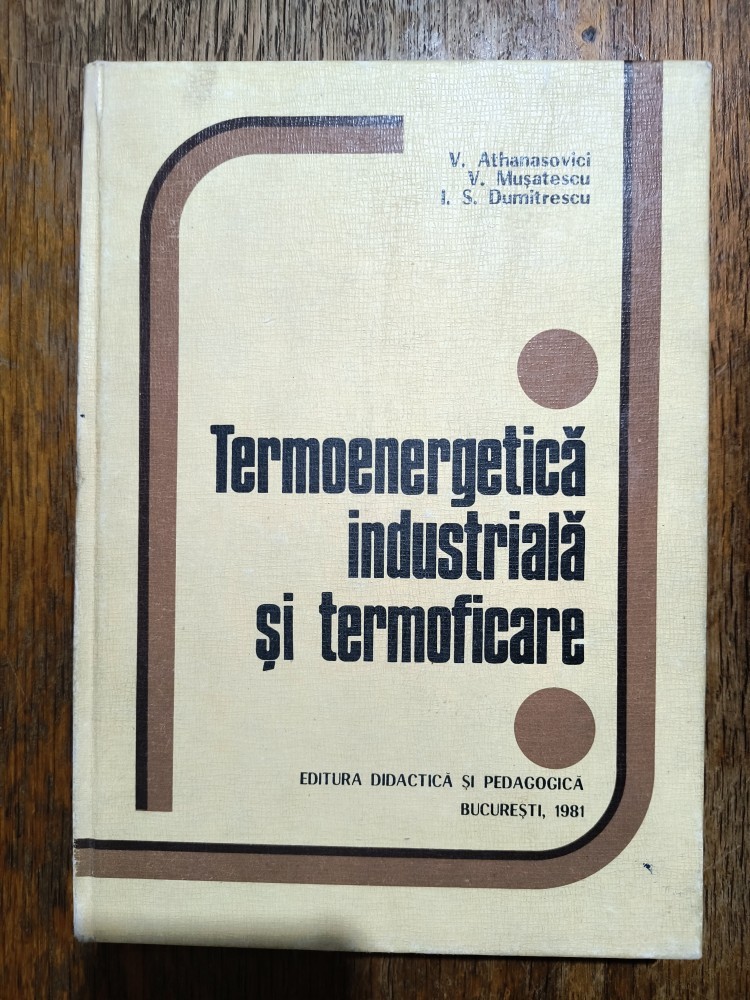 V. Athanasovici
V. Mușatescu
I. S. Dumitrescu
Termoenergetică
industrială
și termoficare
EDITURA DIDACTICĂ ȘI PEDAGOGICĂ
BUCUREȘTI, 1981